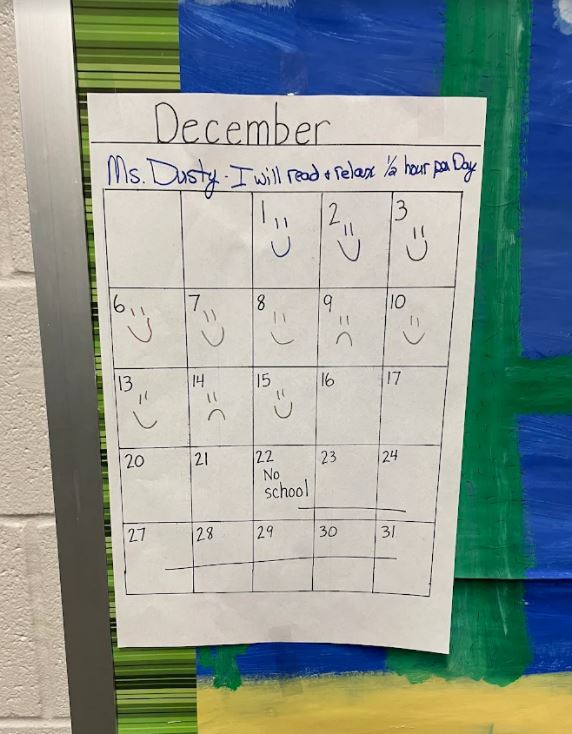 December
Ms. Dusty - I will read + relax 1/2 hour per Day
1 2 3
6 7 8 9 10
13 14 15 16 17
20 21 22 23 24
No
school
27 28 29 30 31